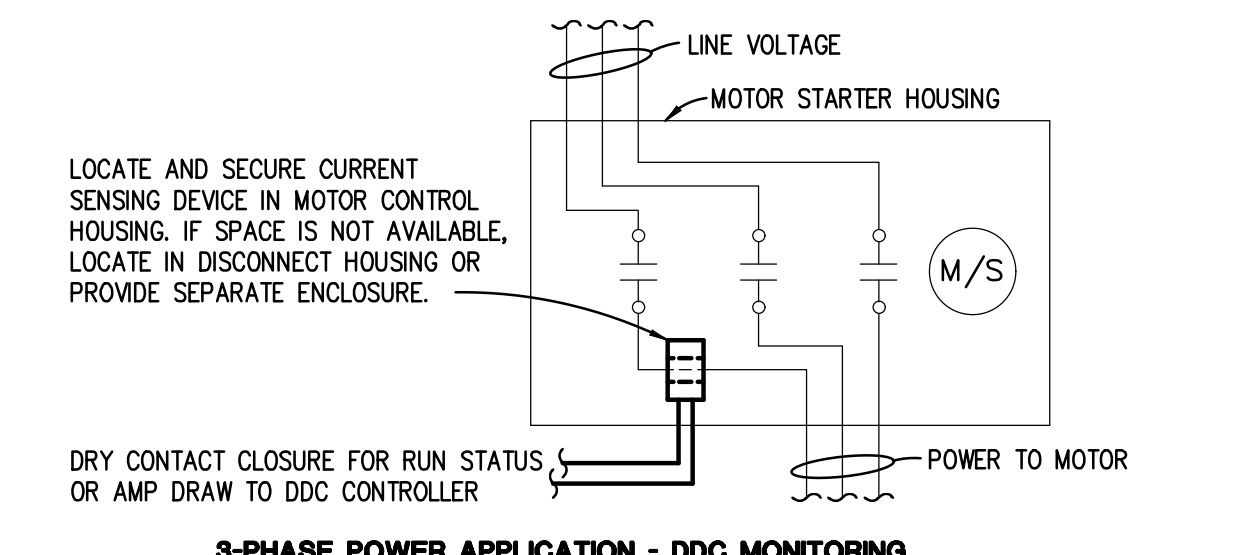 LINE VOLTAGE
MOTOR STARTER HOUSING
LOCATE AND SECURE CURRENT
SENSING DEVICE IN MOTOR CONTROL
HOUSING. IF SPACE IS NOT AVAILABLE,
LOCATE IN DISCONNECT HOUSING OR
PROVIDE SEPARATE ENCLOSURE.
M/S
DRY CONTACT CLOSURE FOR RUN STATUS
OR AMP DRAW TO DDC CONTROLLER
POWER TO MOTOR
3-PHASE POWER APPLICATION - DDC MONITORING